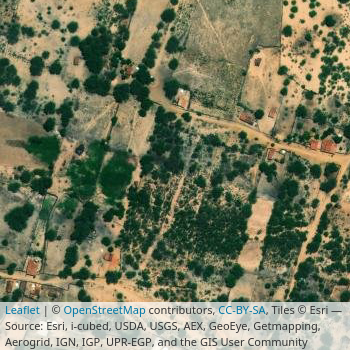 Leaflet | © OpenStreetMap contributors, CC-BY-SA, Tiles © Esri —
Source: Esri, i-cubed, USDA, USGS, AEX, GeoEye, Getmapping,
Aerogrid, IGN, IGP, UPR-EGP, and the GIS User Community